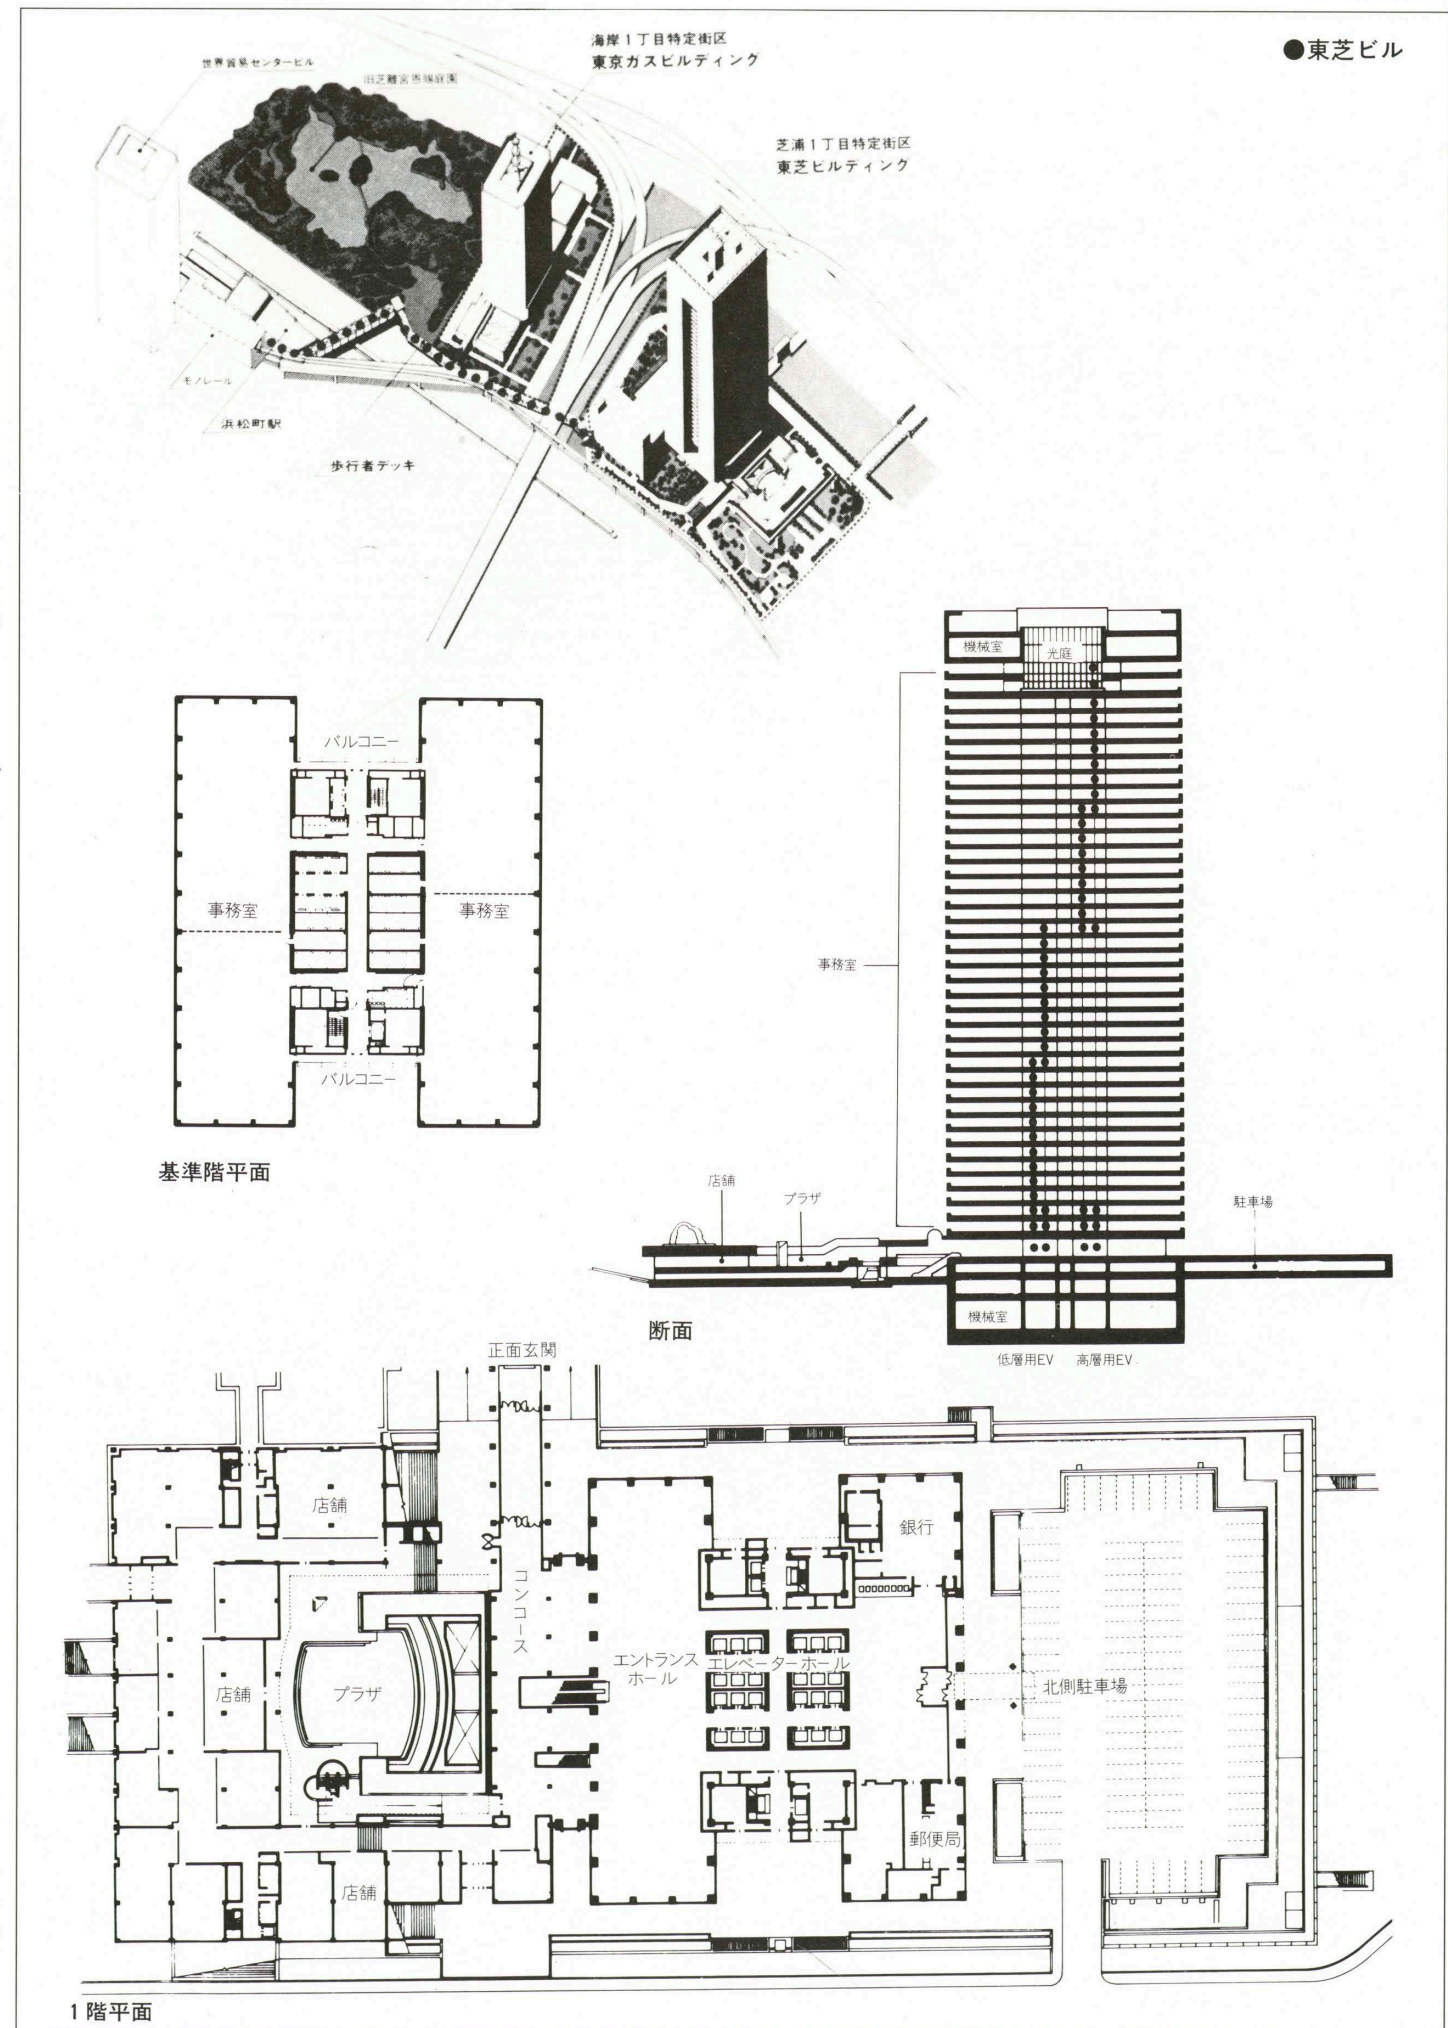 ●東芝ビル
海岸1丁目特定街区
東京ガスビルディング
世界貿易センタービル
旧芝離宮恩賜庭園
芝浦1丁目特定街区
東芝ビルディング
モノレール
浜松町駅
歩行者デッキ
機械室
光庭
バルコニー
事務室
事務室
バルコニー
基準階平面
事務室
店舗
プラザ
駐車場
機械室
断面
低層用EV
高層用EV
正面玄関
店舗
銀行
コンコース
エントランス
ホール
エレベーターホール
店舗
プラザ
北側駐車場
郵便局
店舗
1階平面